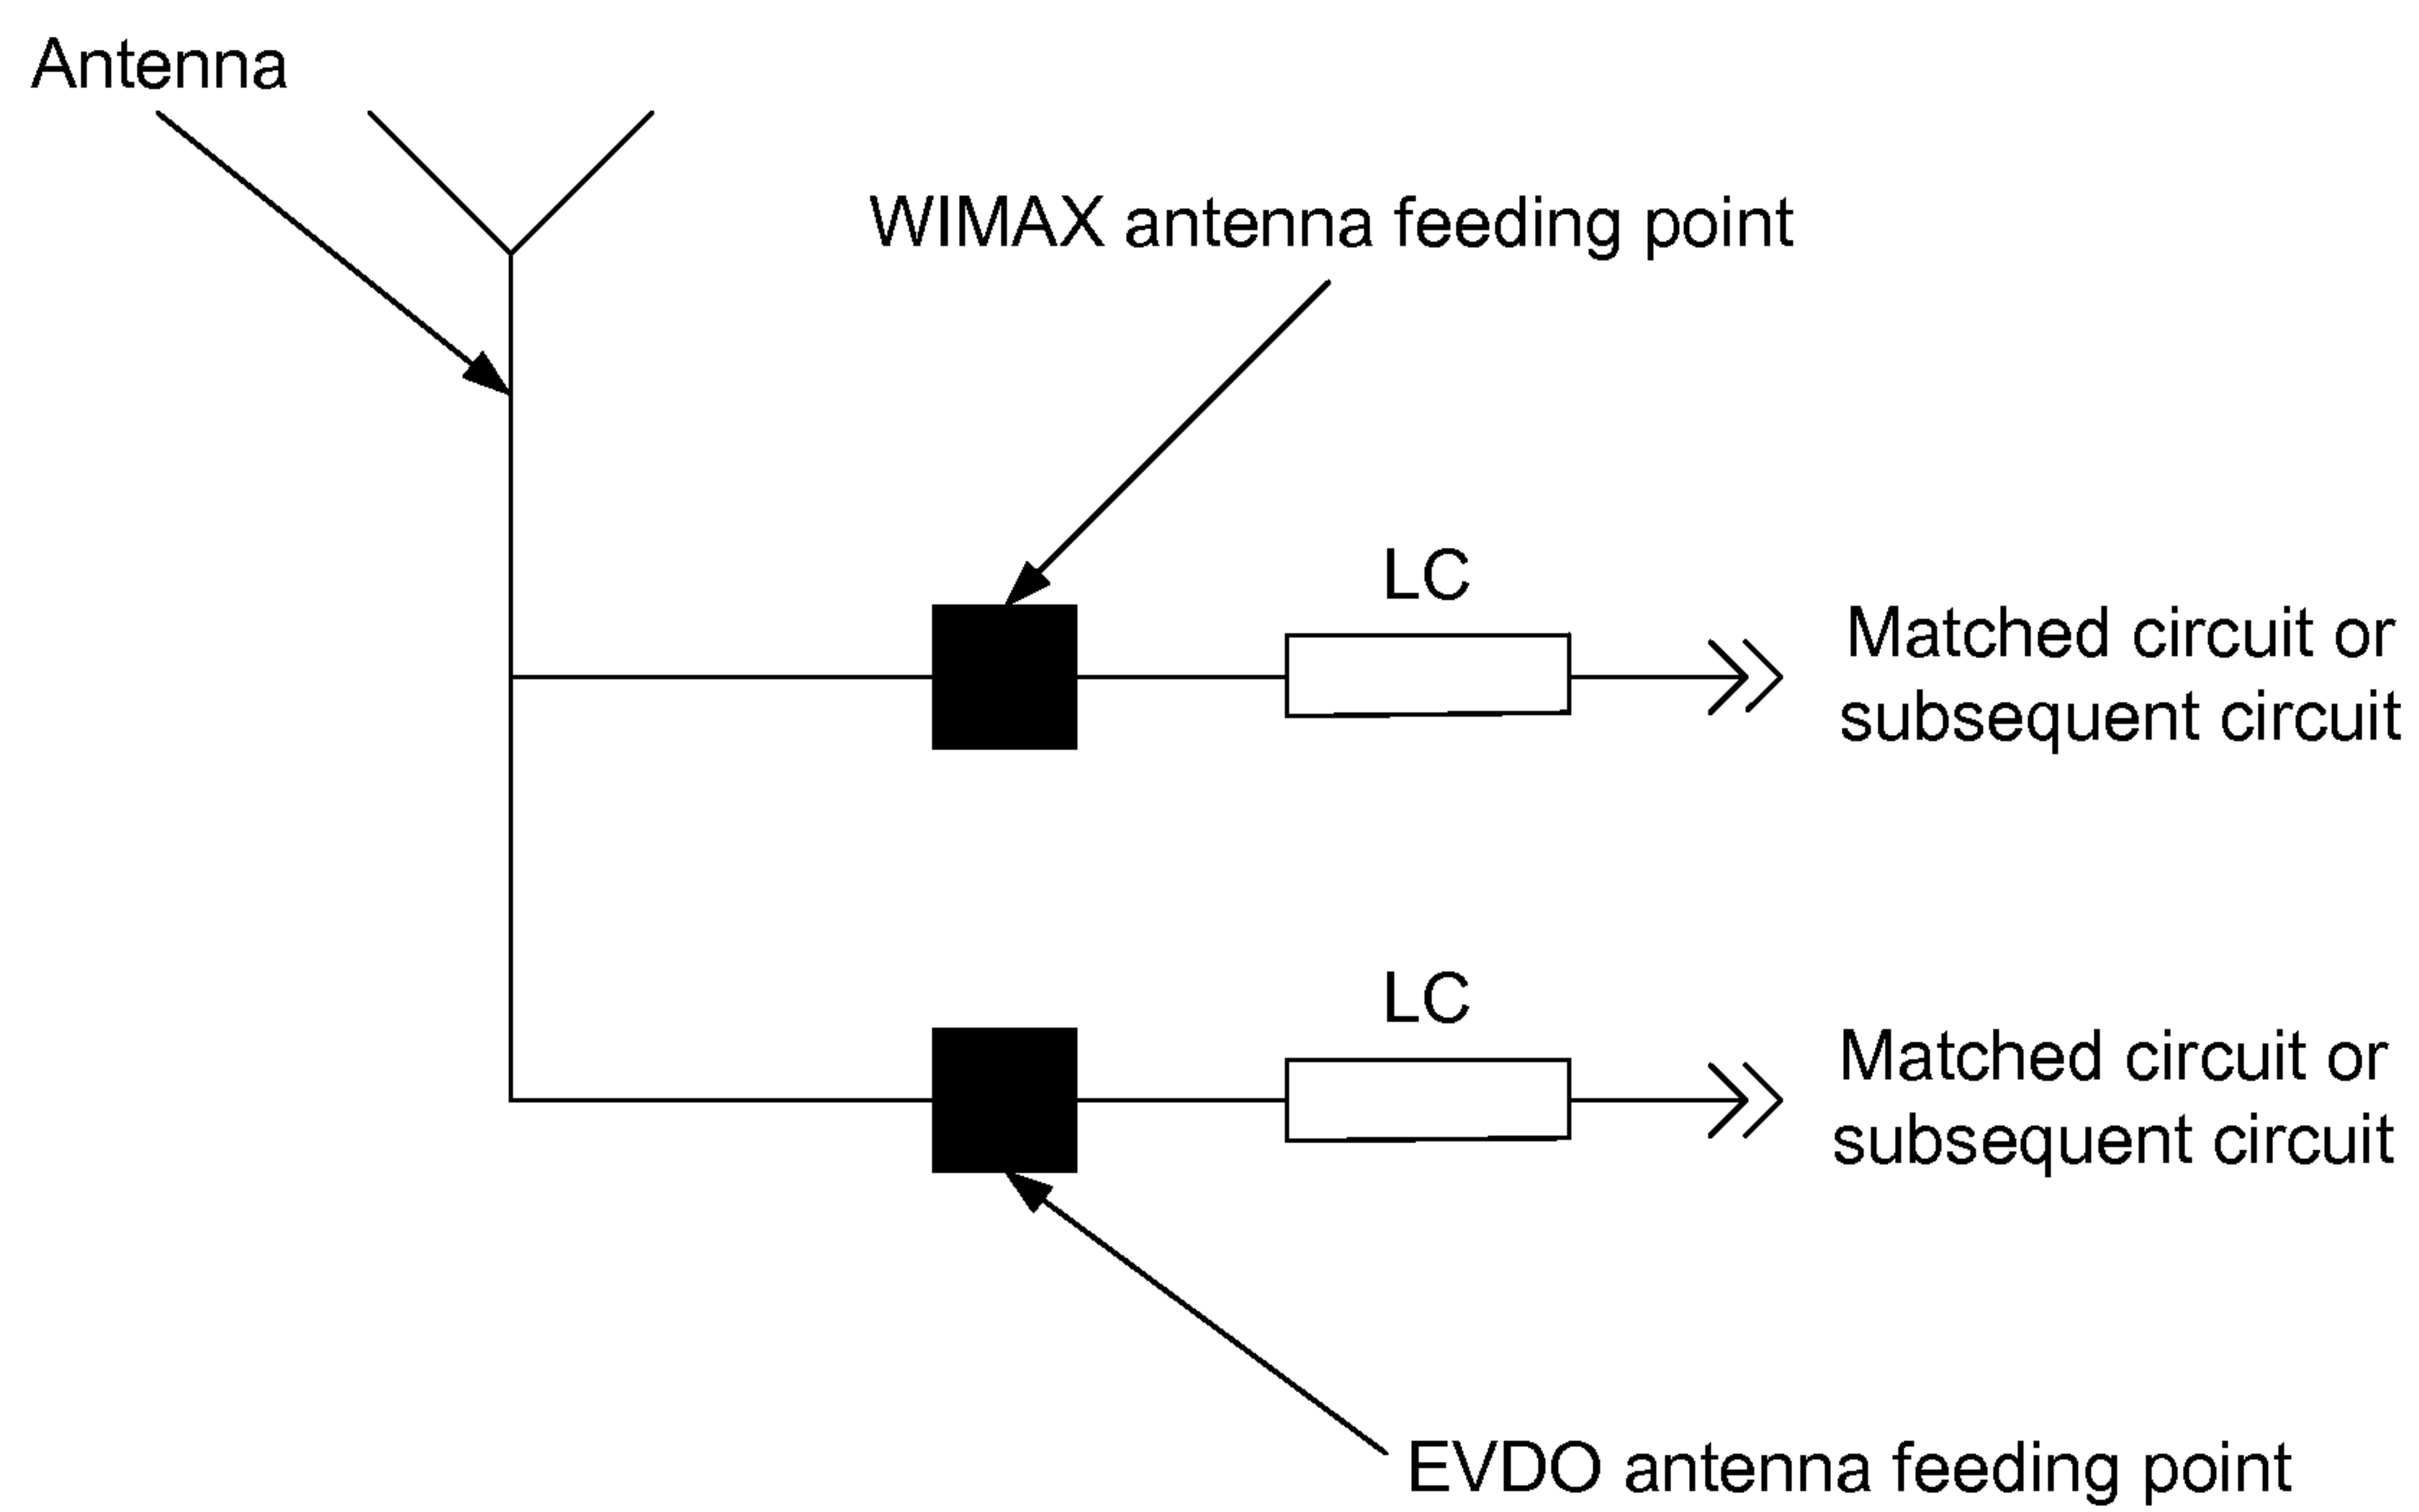 Antenna
WIMAX antenna feeding point
LC
Matched circuit or
subsequent circuit
LC
Matched circuit or
subsequent circuit
EVDO antenna feeding point